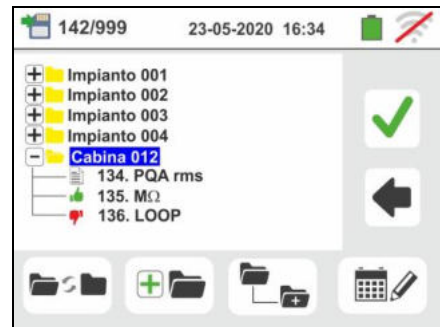 142/999 23-05-2020 16:34
Impianto 001
Impianto 002
Impianto 003
Impianto 004
Cabina 012
134. PQA rms
135. MΩ
136. LOOP